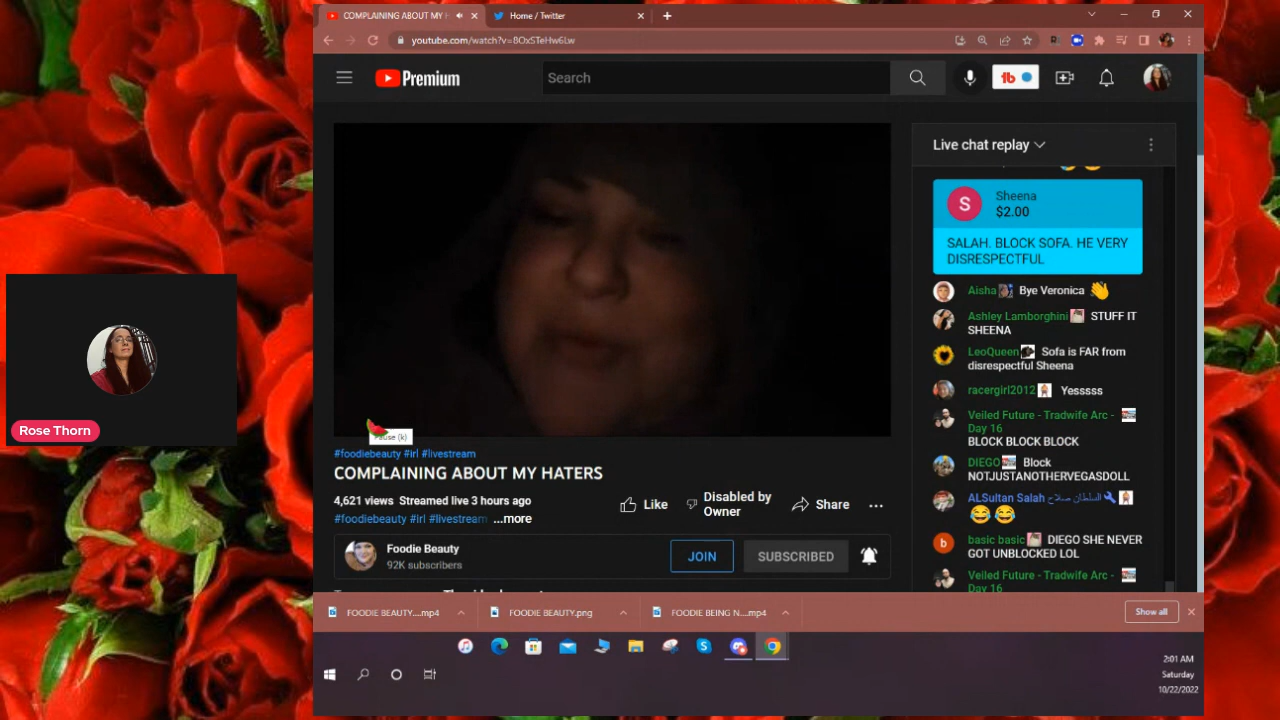 COMPLAINING ABOUT MY
Home / Twitter
youtube.com/watch?v=8OxSTeHw6Lw
Premium
Search
Live chat replay
S
Sheena
$2.00
SALAH. BLOCK SOFA. HE VERY
DISRESPECTFUL
Aisha Bye Veronica
Ashley Lamborghini STUFF IT
SHEENA
LeoQueen Sofa is FAR from
disrespectful Sheena
racergirl2012 Yesssss
Veiled Future - Tradwife Arc -
Day 16
BLOCK BLOCK BLOCK
DIEGO Block
NOTJUSTANOTHERVEGASDOLL
ALSultan Salah السلطان صلاح
b
basic basic DIEGO SHE NEVER
GOT UNBLOCKED LOL
Veiled Future - Tradwife Arc -
Day 16
Rose Thorn
Pause (k)
#foodiebeauty #irl #livestream
COMPLAINING ABOUT MY HATERS
4,621 views Streamed live 3 hours ago
#foodiebeauty #irl #livestream ...more
Like
Disabled by
Owner
Share
Foodie Beauty
92K subscribers
JOIN
SUBSCRIBED
FOODIE BEAUTY....mp4
FOODIE BEAUTY.png
FOODIE BEING N....mp4
Show all
2:01 AM
Saturday
10/22/2022